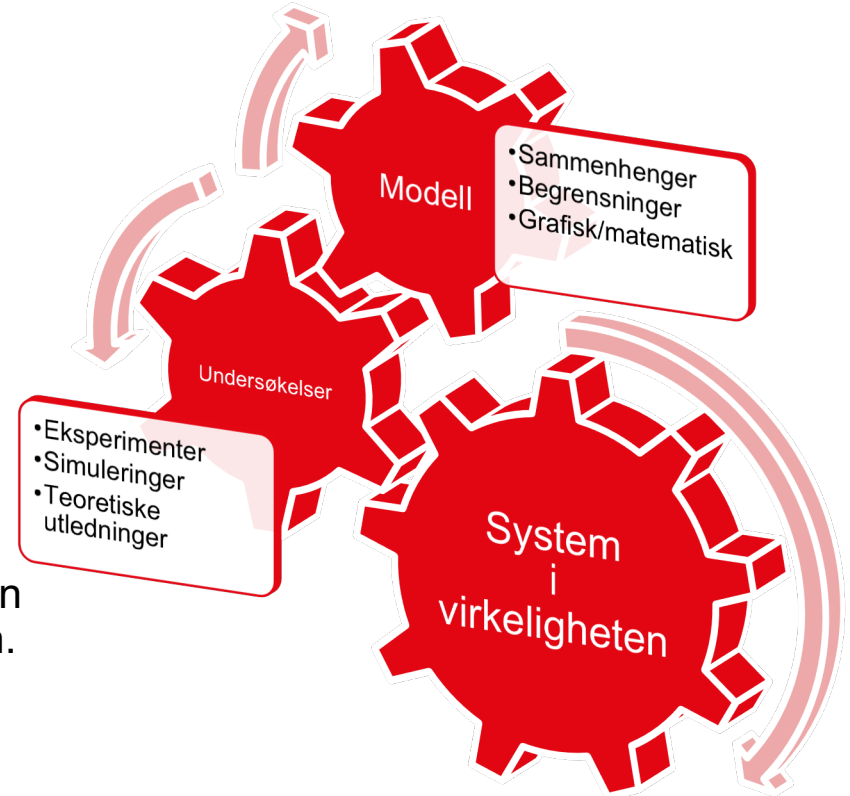 Modell
•Sammenhenger
•Begrensninger
•Grafisk/matematisk
Undersøkelser
•Eksperimenter
•Simuleringer
•Teoretiske
utledninger
System
i
virkeligheten